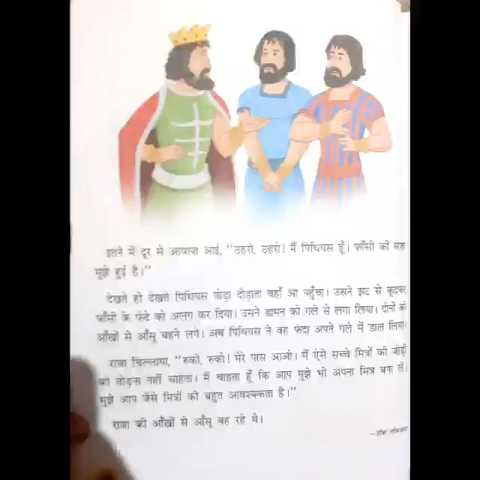 इतने में दूर से आवाज़ आई, "ठहरो, ठहरो! मैं पिथियस हूँ। फाँसी की सज़ा
मुझे हुई है।"
देखते ही देखते पिथियस घोड़ा दौड़ाता वहाँ आ पहुँचा। उसने झट से कूदकर
फाँसी के फंदे को अलग कर दिया। उसने डामन को गले से लगा लिया। दोनों की
आँखों से आँसू बहने लगे। अब पिथियस ने वह फंदा अपने गले में डाल लिया।
राजा चिल्लाया, "रुको, रुको! मेरे पास आओ। मैं ऐसे सच्चे मित्रों की जोड़ी
को तोड़ना नहीं चाहता। मैं चाहता हूँ कि आप मुझे भी अपना मित्र बना लें।
मुझे आप जैसे मित्रों की बहुत आवश्यकता है।"
राजा की आँखों से आँसू बह रहे थे।